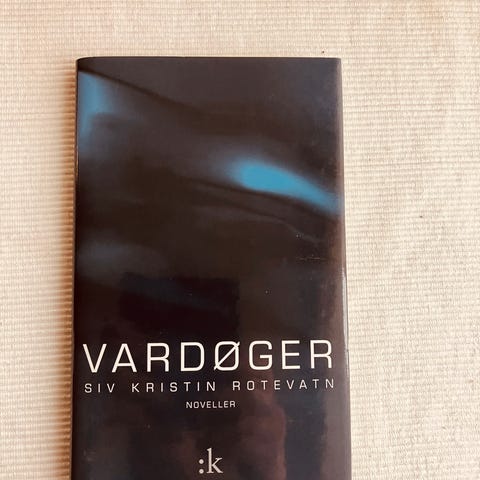 VARDØGER
SIV KRISTIN ROTEVATN
NOVELLER
:k